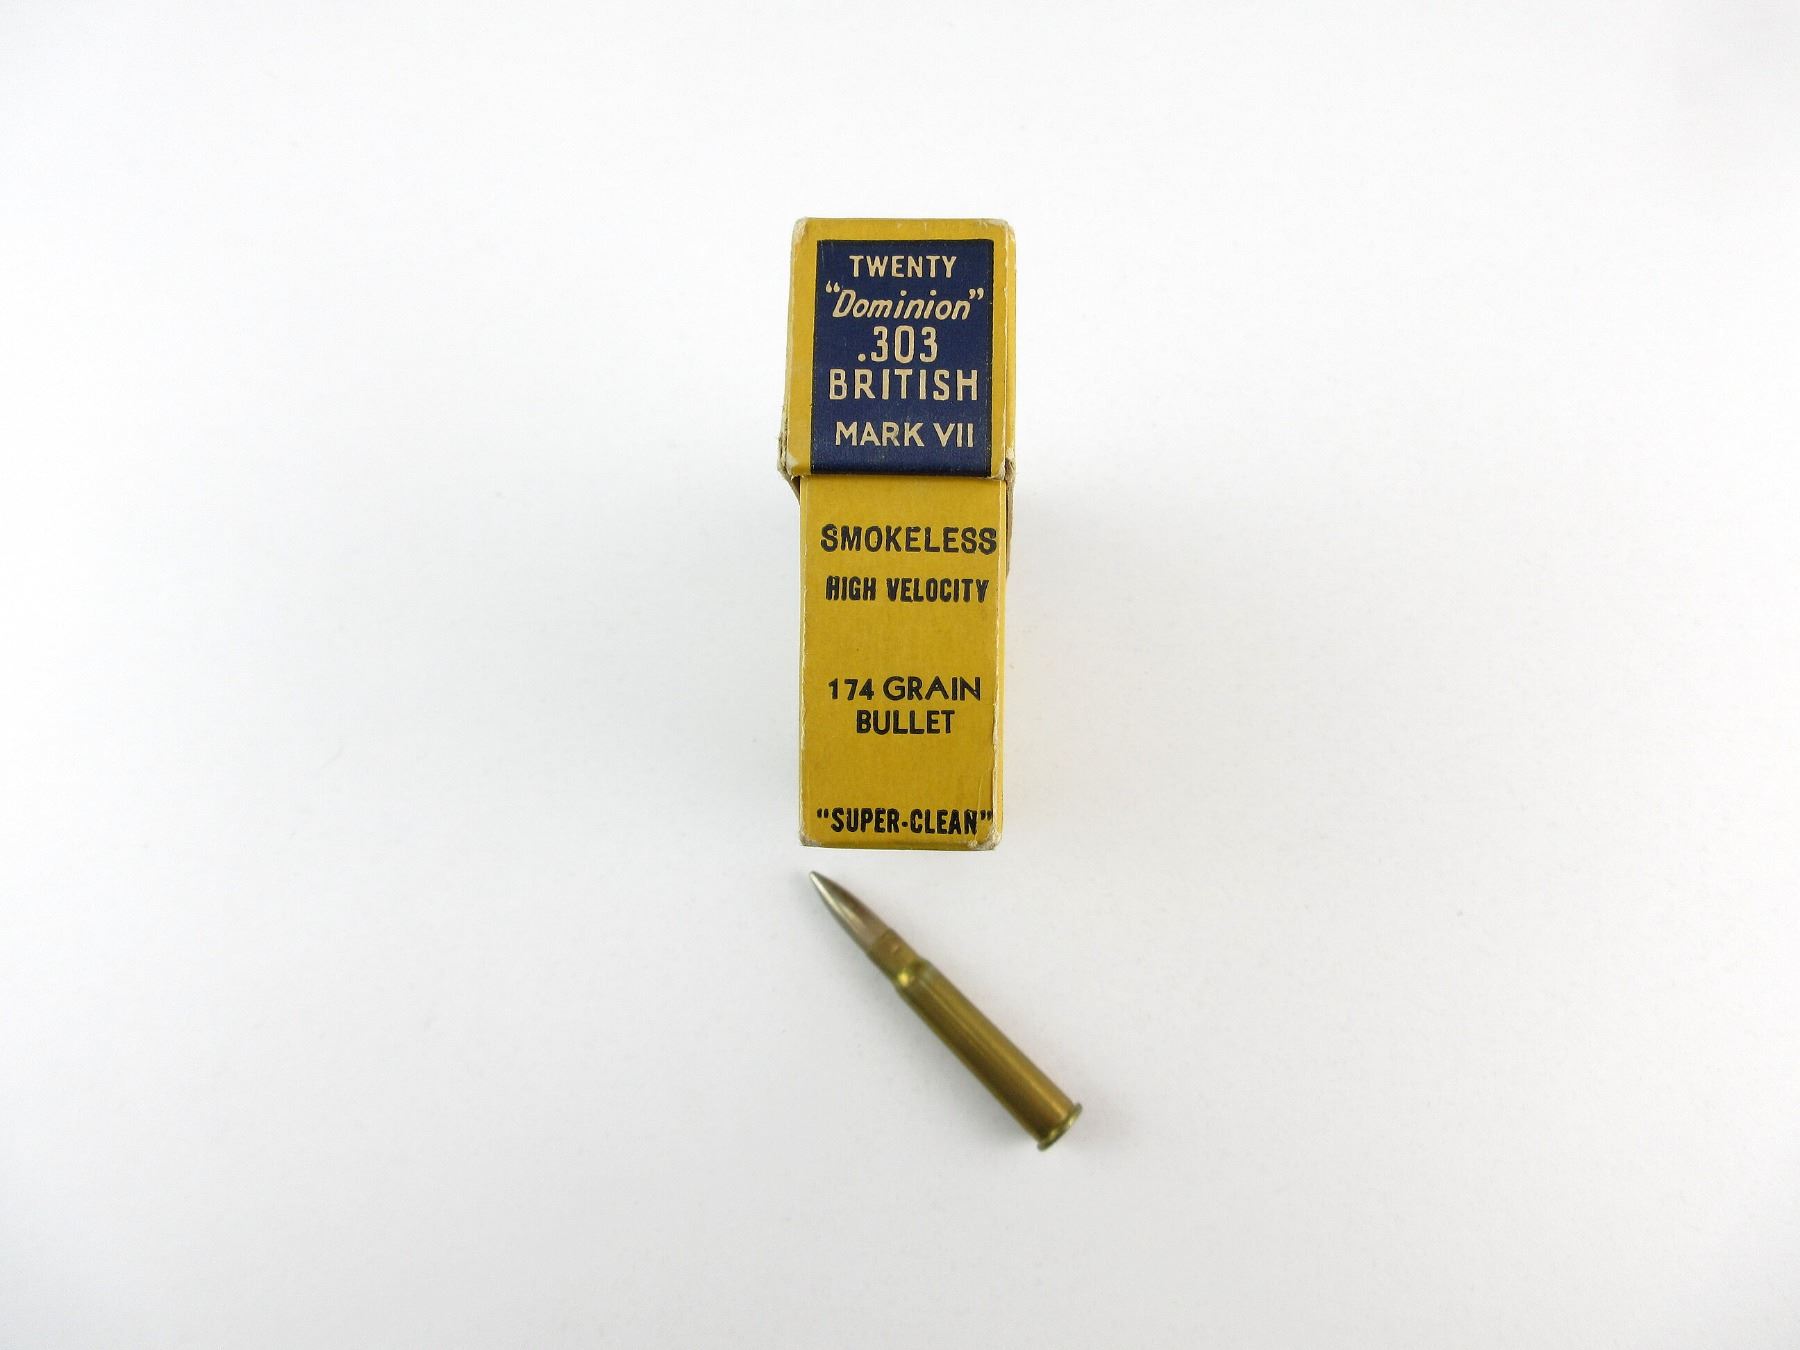 TWENTY
"Dominion"
.303
BRITISH
MARK VII
SMOKELESS
HIGH VELOCITY
174 GRAIN
BULLET
"SUPER-CLEAN"